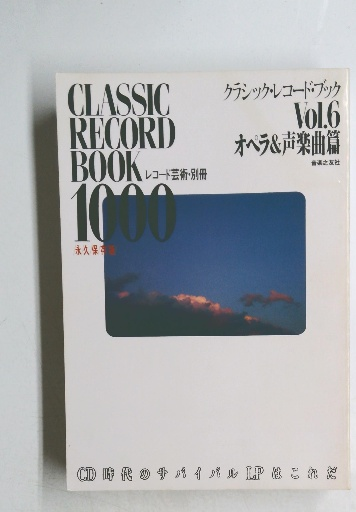 CLASSIC
RECORD
BOOK レコード芸術・別冊
1000
永久保存版
クラシック・レコード・ブック
Vol.6
オペラ&声楽曲篇
音楽之友社
CD時代のサバイバルLPはこれだ